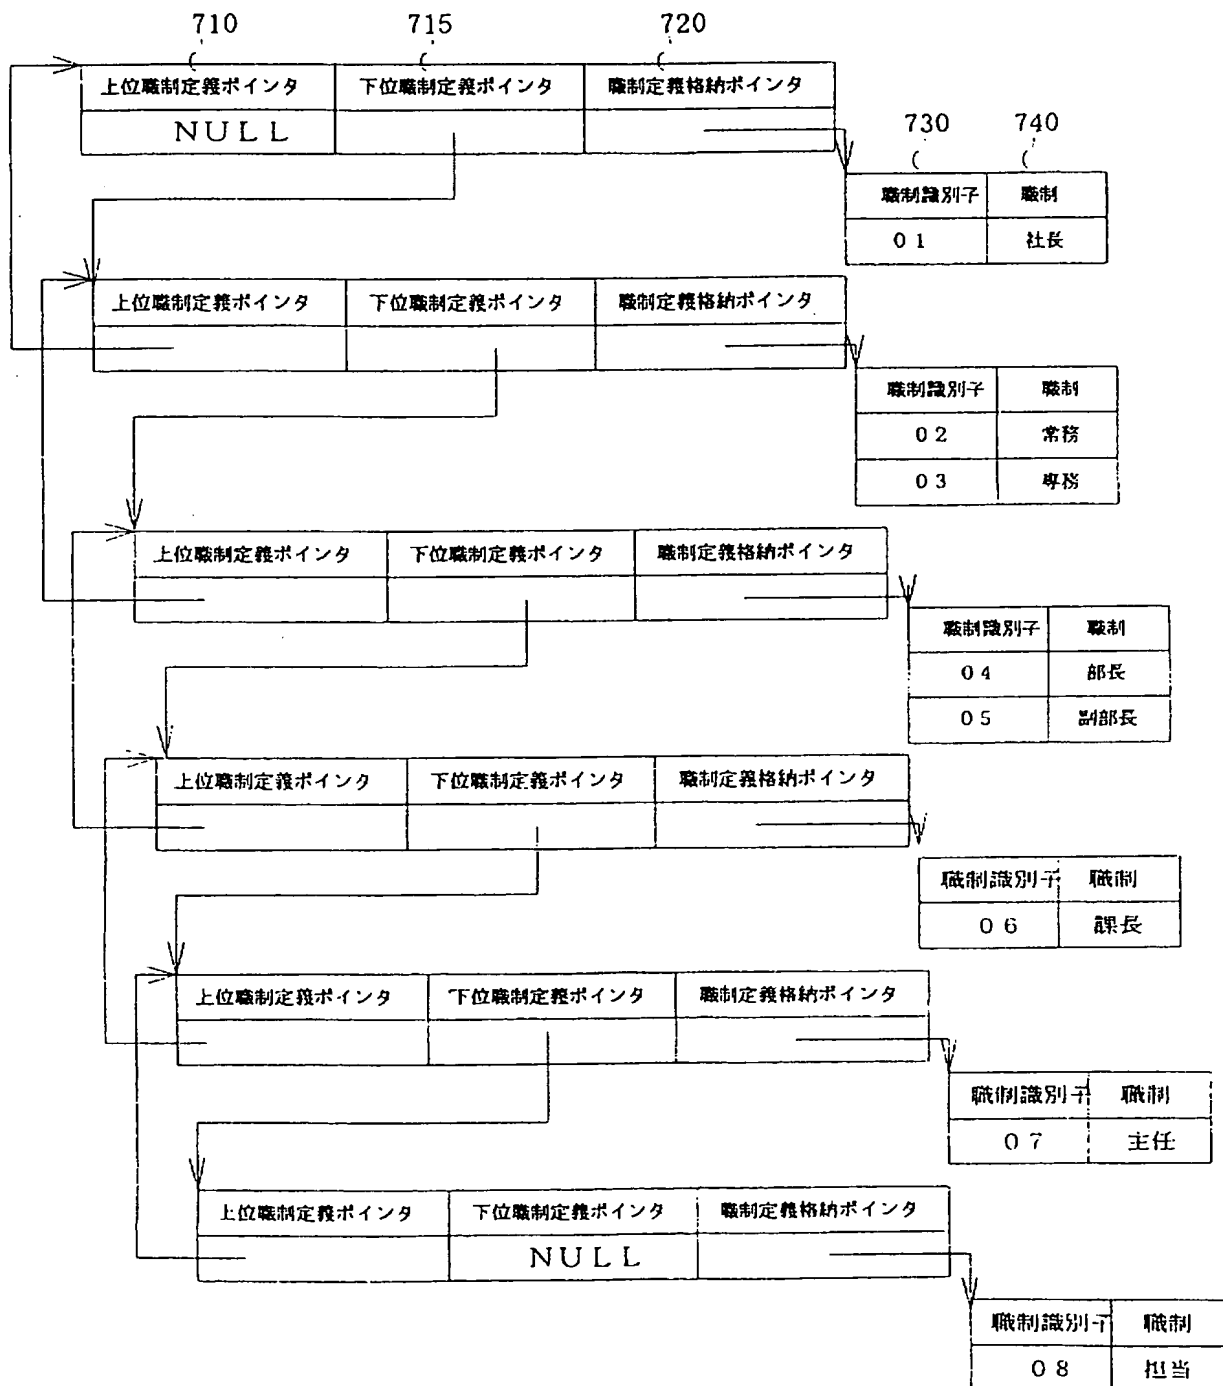 710 715 720
上位職制定義ポインタ 下位職制定義ポインタ 職制定義格納ポインタ
NULL
730 740
職制識別子 職制
01 社長
上位職制定義ポインタ 下位職制定義ポインタ 職制定義格納ポインタ
職制識別子 職制
02 常務
03 専務
上位職制定義ポインタ 下位職制定義ポインタ 職制定義格納ポインタ
職制識別子 職制
04 部長
05 副部長
上位職制定義ポインタ 下位職制定義ポインタ 職制定義格納ポインタ
職制識別子 職制
06 課長
上位職制定義ポインタ 下位職制定義ポインタ 職制定義格納ポインタ
職制識別子 職制
07 主任
上位職制定義ポインタ 下位職制定義ポインタ 職制定義格納ポインタ
NULL
職制識別子 職制
08 担当